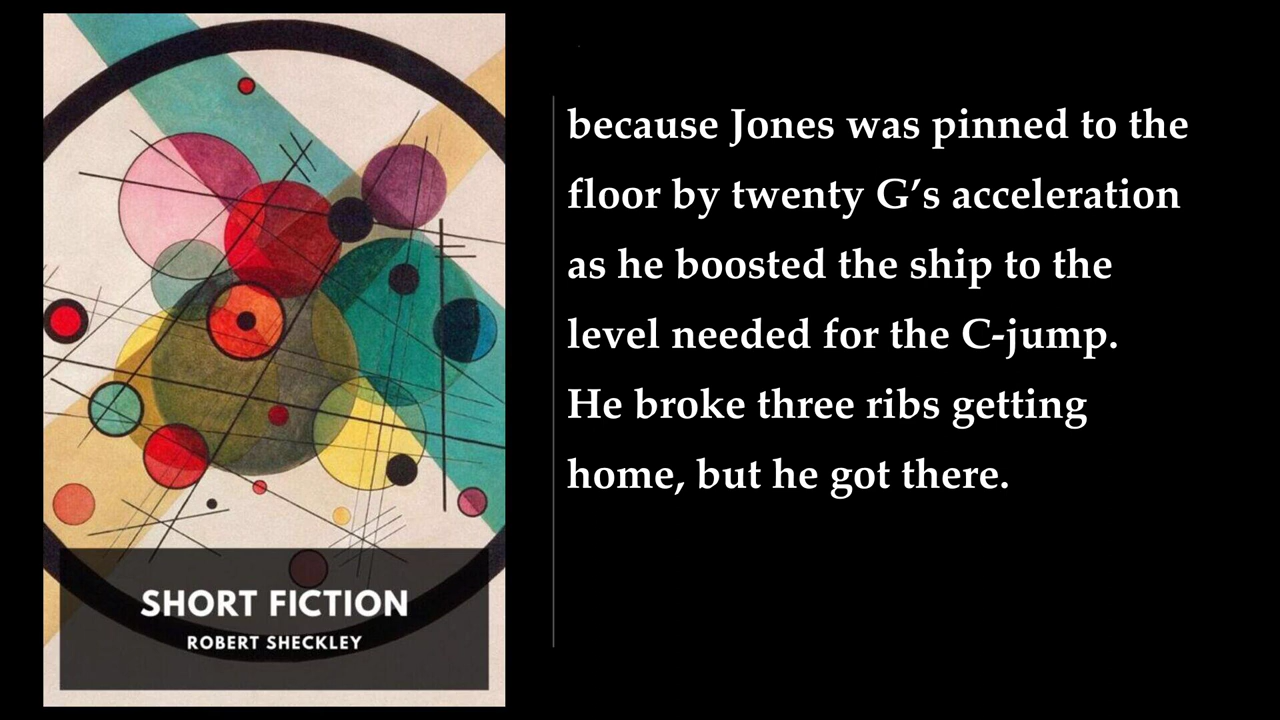 because Jones was pinned to the
floor by twenty G’s acceleration
as he boosted the ship to the
level needed for the C-jump.
He broke three ribs getting
home, but he got there.
SHORT FICTION
ROBERT SHECKLEY